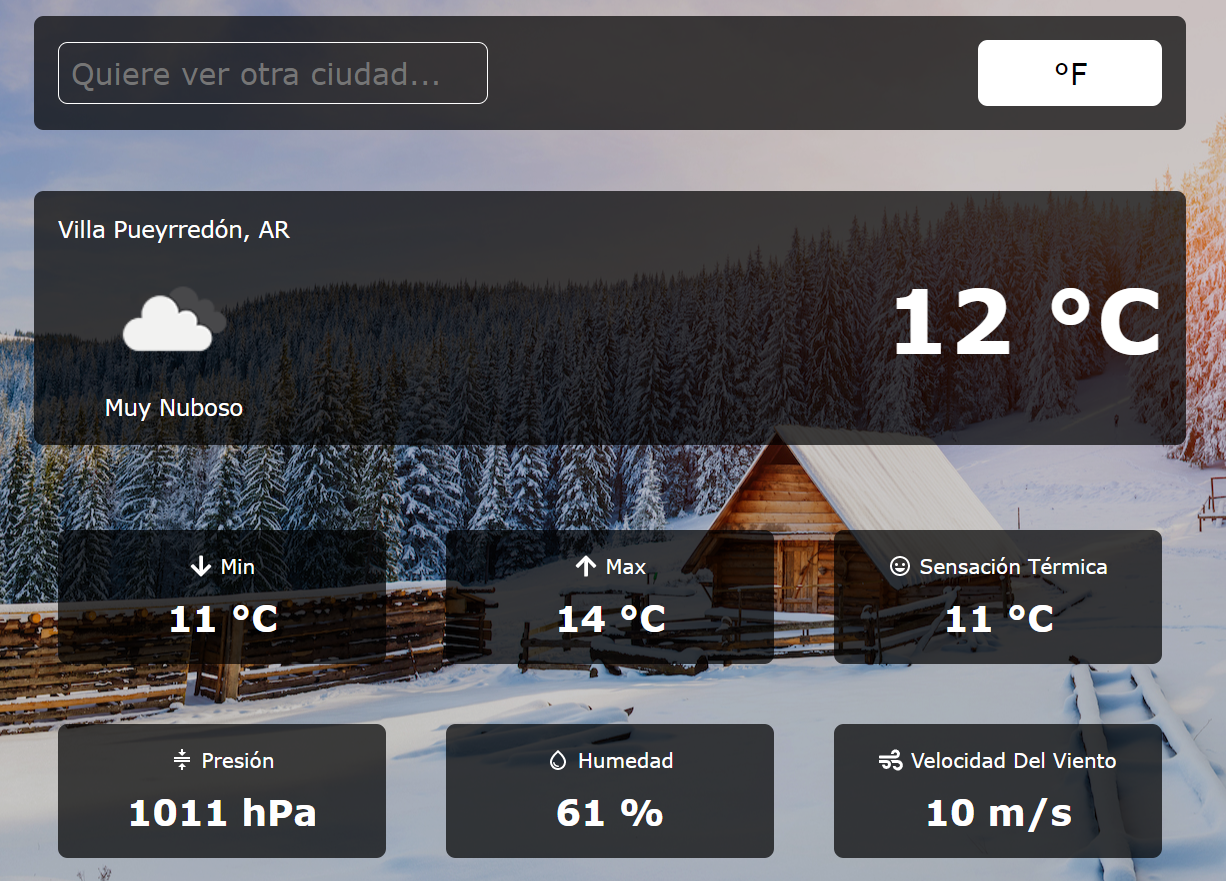 Quiere ver otra ciudad...
°F
Villa Pueyrredón, AR
12 °C
Muy Nuboso
Min
11 °C
Max
14 °C
Sensación Térmica
11 °C
Presión
1011 hPa
Humedad
61 %
Velocidad Del Viento
10 m/s